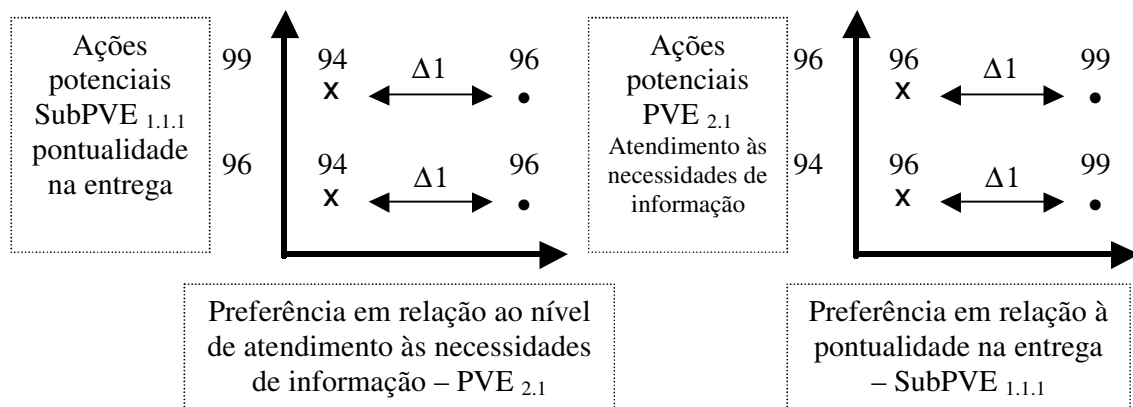 Ações
potenciais
SubPVE 1.1.1
pontualidade
na entrega
99
96
94 Δ1 96
x •
94 Δ1 96
x •
Preferência em relação ao nível
de atendimento às necessidades
de informação – PVE 2.1
Ações
potenciais
PVE 2.1
Atendimento às
necessidades de
informação
96
94
96 Δ1 99
x •
96 Δ1 99
x •
Preferência em relação à
pontualidade na entrega
– SubPVE 1.1.1